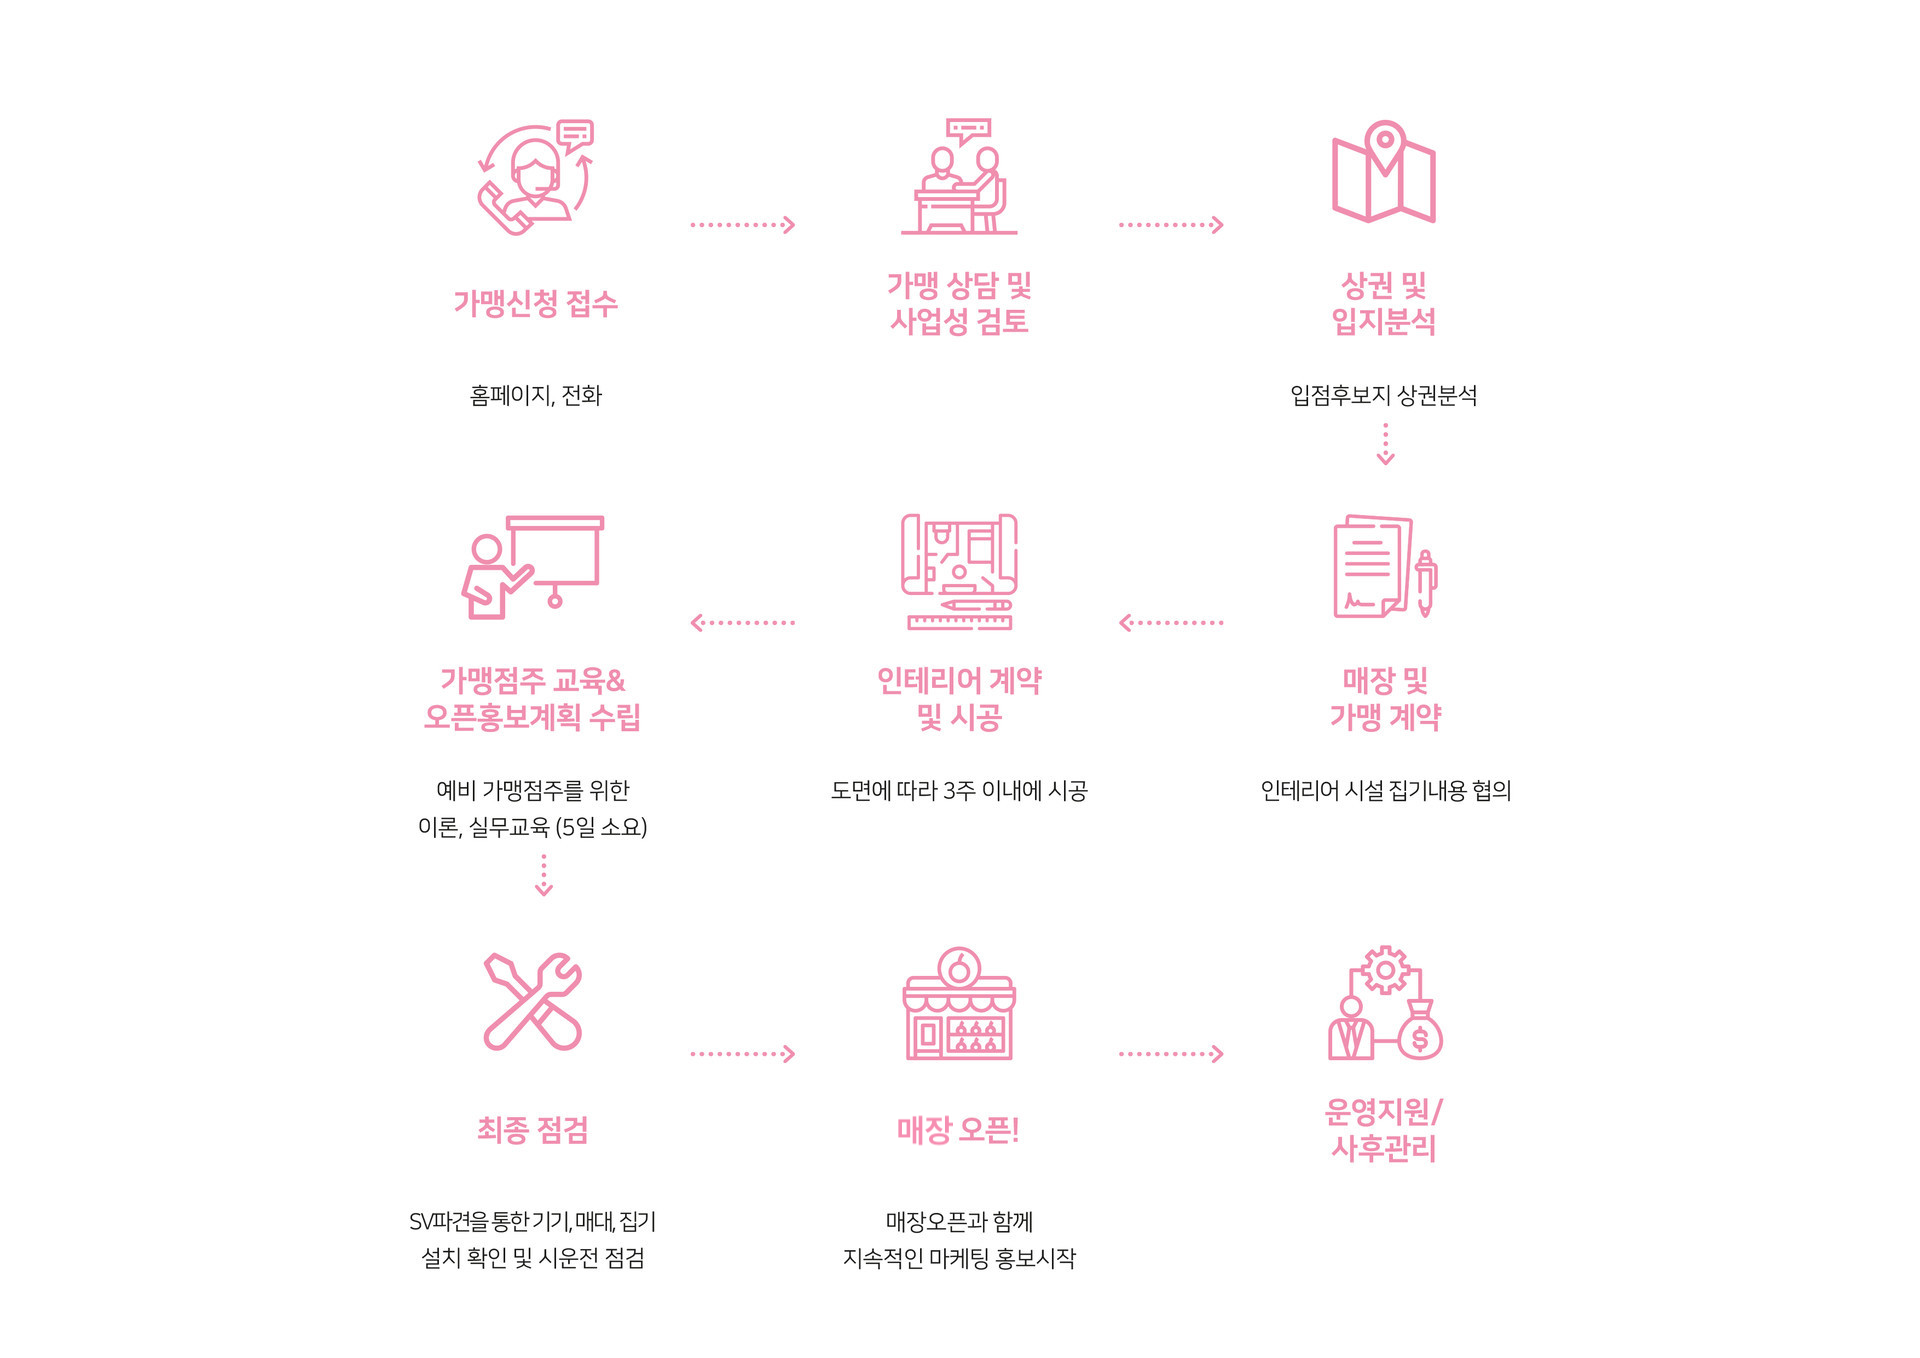 가맹신청 접수
홈페이지, 전화
가맹 상담 및
사업성 검토
상권 및
입지분석
입점후보지 상권분석
매장 및
가맹 계약
인테리어 시설 집기내용 협의
인테리어 계약
및 시공
도면에 따라 3주 이내에 시공
가맹점주 교육&
오픈홍보계획 수립
예비 가맹점주를 위한
이론, 실무교육 (5일 소요)
최종 점검
SV파견을 통한 기기, 매대, 집기
설치 확인 및 시운전 점검
매장 오픈!
매장오픈과 함께
지속적인 마케팅 홍보시작
운영지원/
사후관리